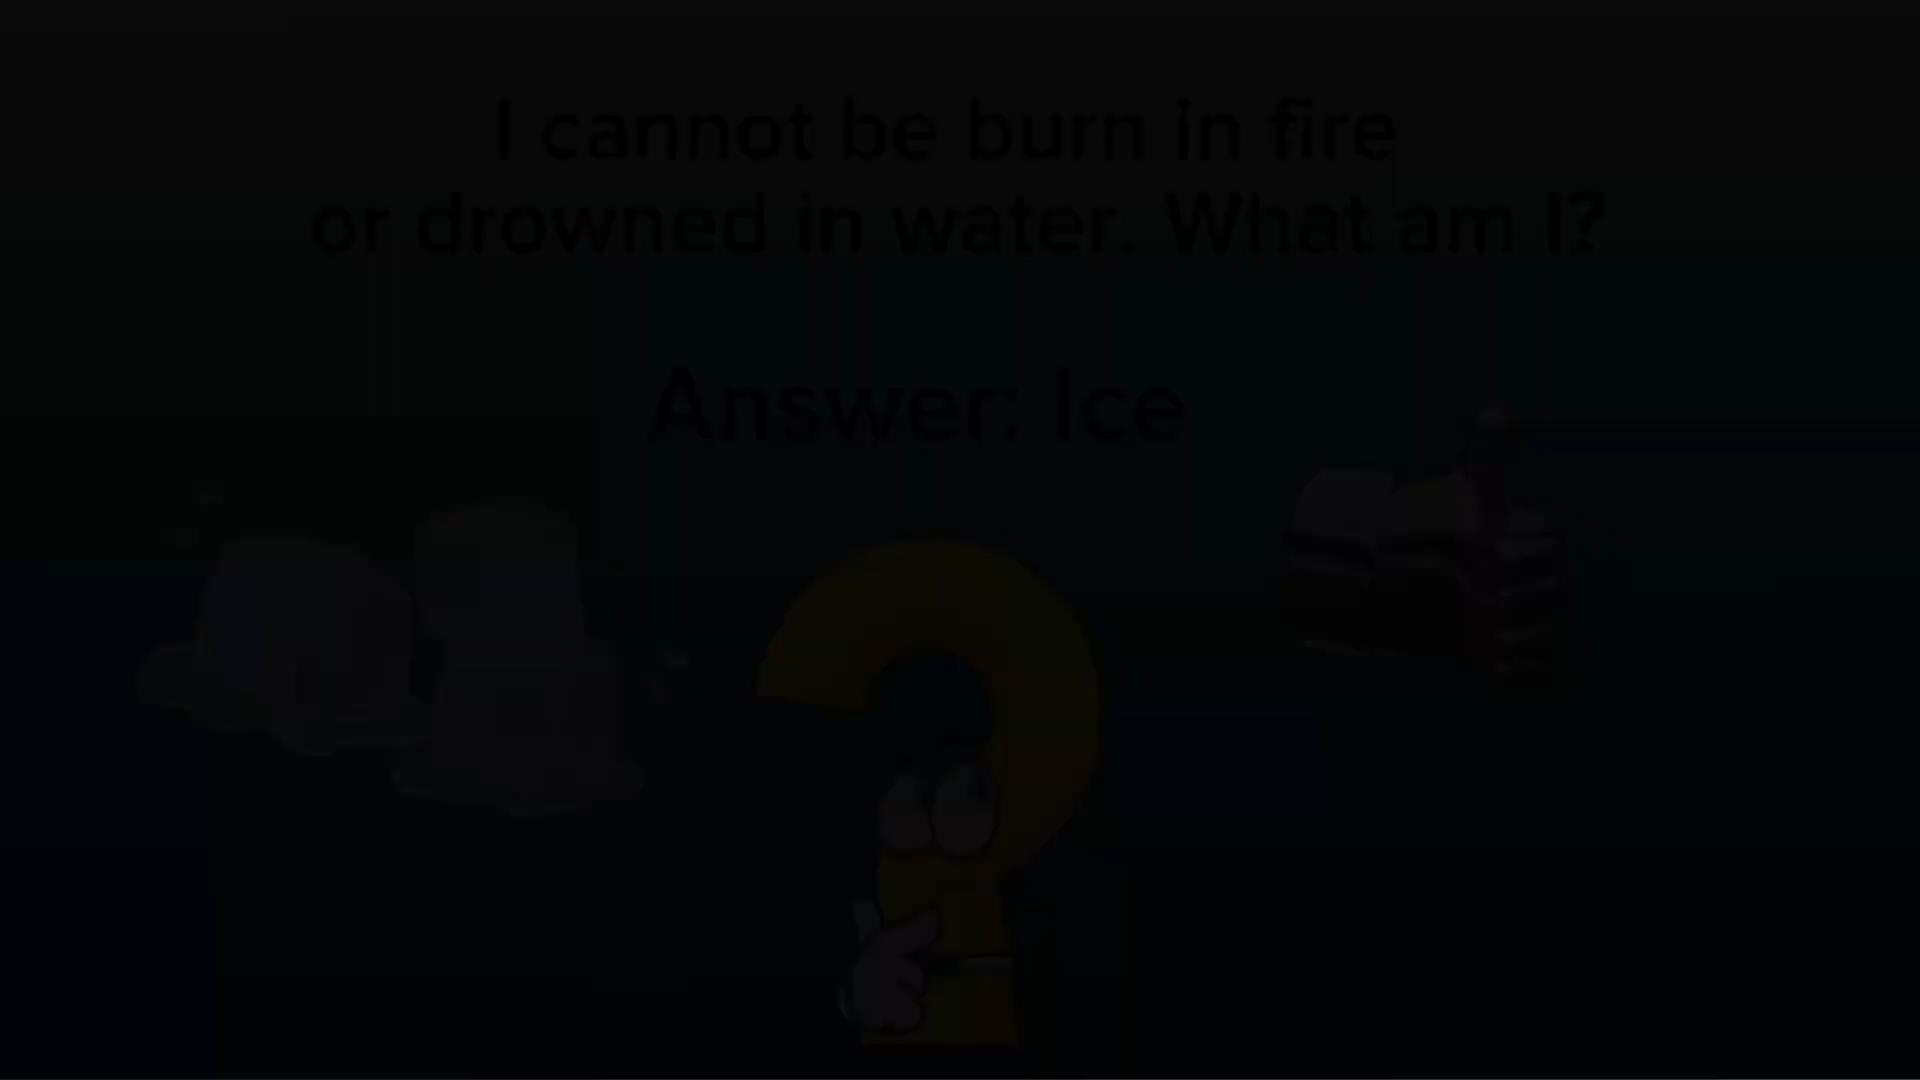 I cannot be burn in fire
or drowned in water. What am I?
Answer: Ice